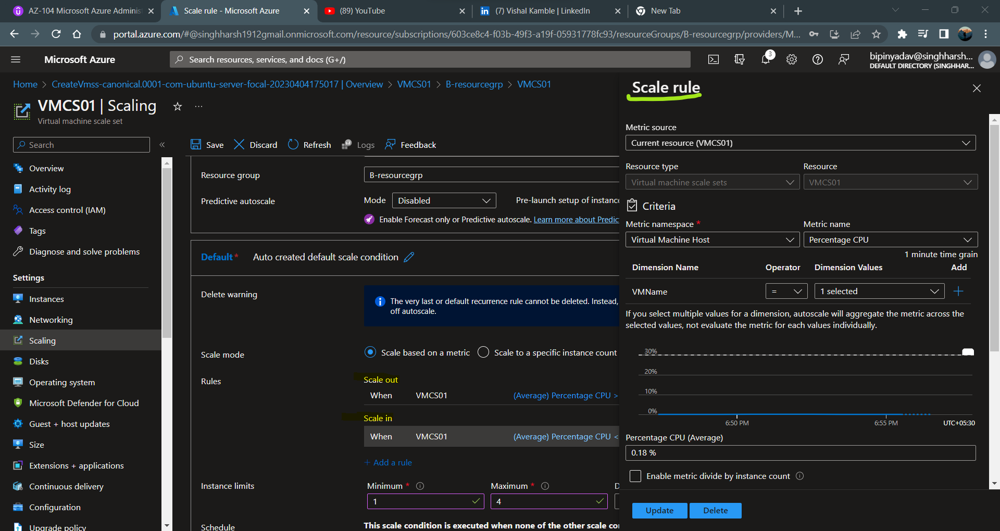 AZ-104 Microsoft Azure Adminis
Scale rule - Microsoft Azure
(89) YouTube
(7) Vishal Kamble | LinkedIn
New Tab
portal.azure.com/#@singhharsh1912gmail.onmicrosoft.com/resource/subscriptions/603ce8c4-f03b-49f3-a19f-05931778fc93/resourceGroups/B-resourcegrp/providers/M...
Microsoft Azure
Search resources, services, and docs (G+/)
3
bipinyadav@singhharsh...
DEFAULT DIRECTORY (SINGHHAR...
Home > CreateVmss-canonical.0001-com-ubuntu-server-focal-20230404175017 | Overview > VMCS01 > B-resourcegrp > VMCS01
VMCS01 | Scaling
Virtual machine scale set
Search
Overview
Activity log
Access control (IAM)
Tags
Diagnose and solve problems
Settings
Instances
Networking
Scaling
Disks
Operating system
Microsoft Defender for Cloud
Guest + host updates
Size
Extensions + applications
Continuous delivery
Configuration
Upgrade policy
Save
Discard
Refresh
Logs
Feedback
Resource group
B-resourcegrp
Predictive autoscale
Mode
Disabled
Pre-launch setup of instance
Enable Forecast only or Predictive autoscale. Learn more about Predic
Default *
Auto created default scale condition
Delete warning
The very last or default recurrence rule cannot be deleted. Instead,
off autoscale.
Scale mode
Scale based on a metric
Scale to a specific instance count
Rules
Scale out
When VMCS01 (Average) Percentage CPU >
Scale in
When VMCS01 (Average) Percentage CPU <
+ Add a rule
Instance limits
Minimum *
Maximum *
D
1
4
Schedule
This scale condition is executed when none of the other scale co
Scale rule
Metric source
Current resource (VMCS01)
Resource type
Resource
Virtual machine scale sets
VMCS01
Criteria
Metric namespace *
Metric name
Virtual Machine Host
Percentage CPU
1 minute time grain
Dimension Name
Operator
Dimension Values
Add
VMName
=
1 selected
If you select multiple values for a dimension, autoscale will aggregate the metric across the
selected values, not evaluate the metric for each values individually.
30%
20%
10%
0%
6:50 PM
6:55 PM
UTC+05:30
Percentage CPU (Average)
0.18 %
Enable metric divide by instance count
Update
Delete